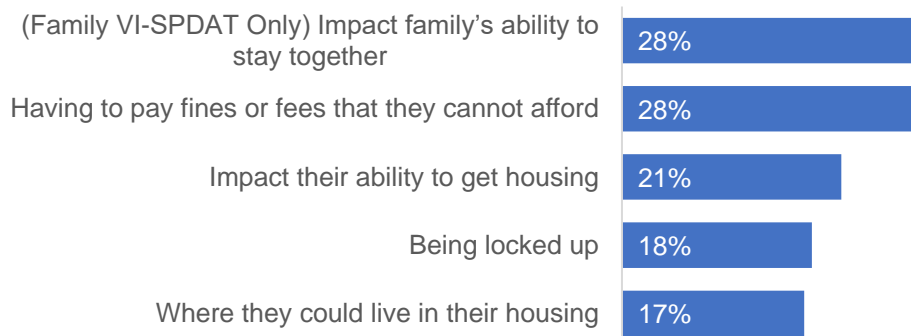 (Family VI-SPDAT Only) Impact family’s ability to
stay together
28%
Having to pay fines or fees that they cannot afford
28%
Impact their ability to get housing
21%
Being locked up
18%
Where they could live in their housing
17%